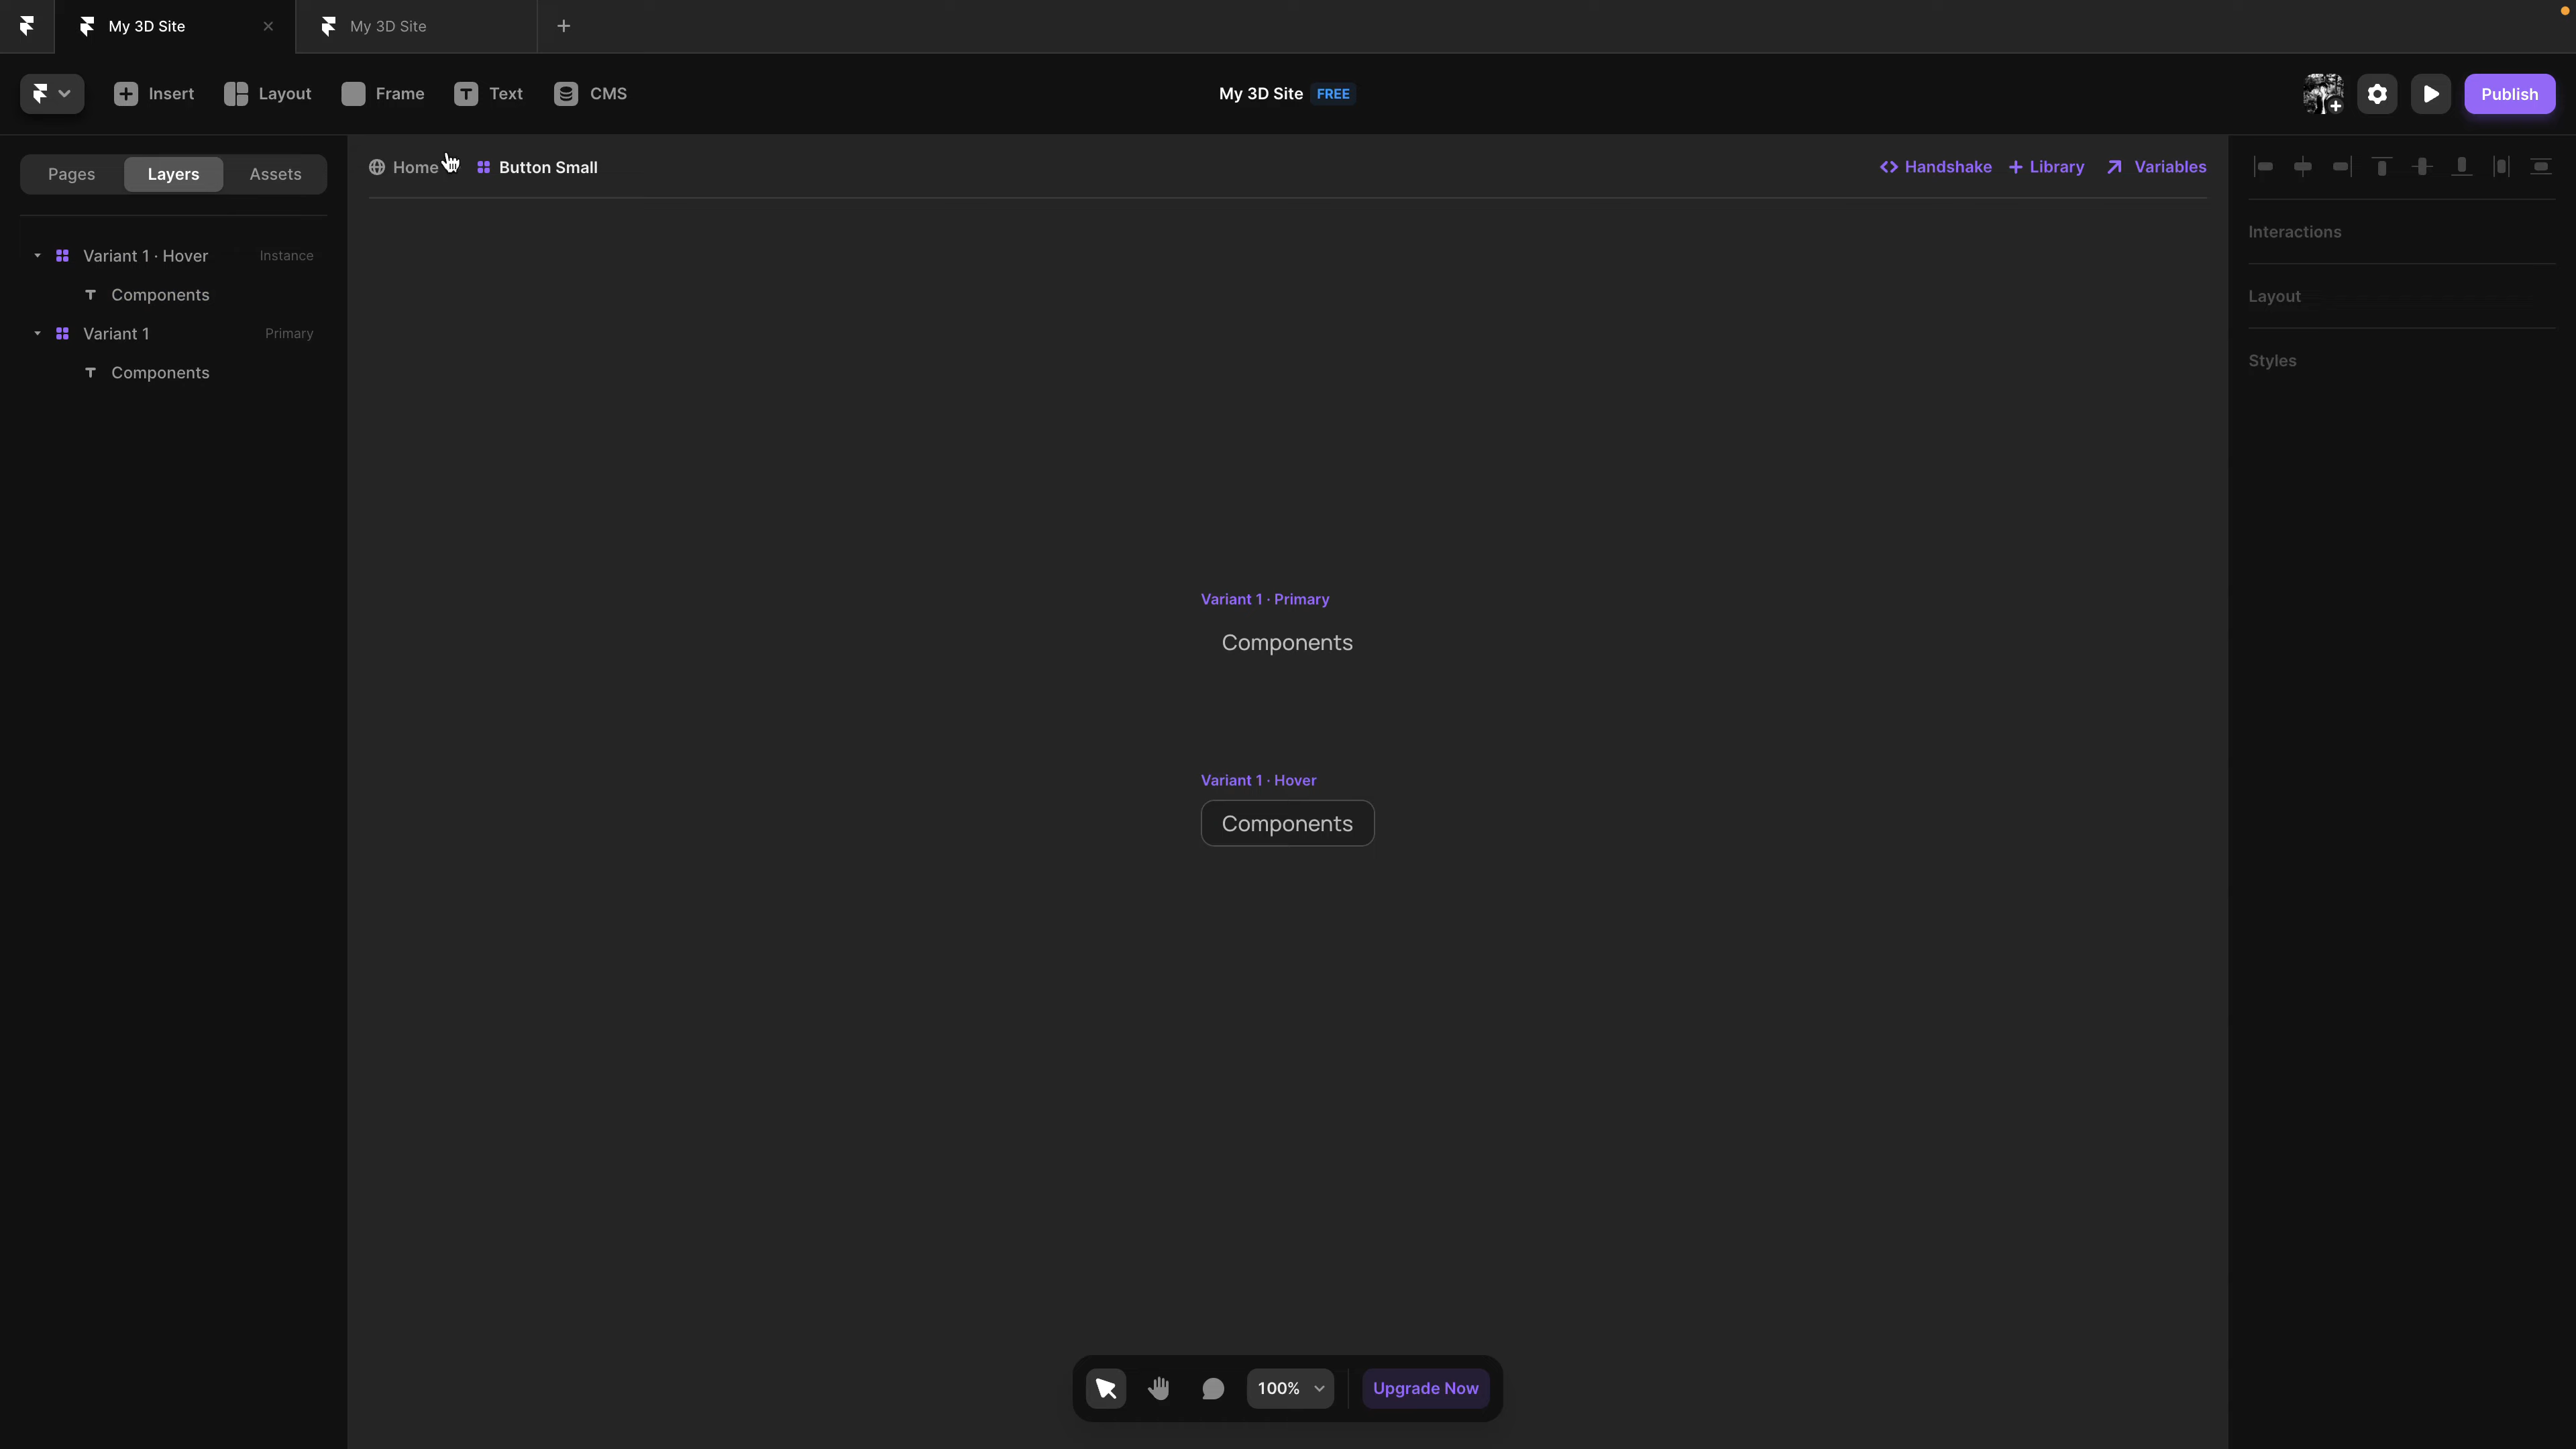 My 3D Site
My 3D Site
Insert
Layout
Frame
Text
CMS
My 3D Site FREE
Publish
Pages
Layers
Assets
Home
Button Small
Handshake
Library
Variables
Variant 1 · Hover Instance
Components
Variant 1 Primary
Components
Interactions
Layout
Styles
Variant 1 · Primary
Components
Variant 1 · Hover
Components
100%
Upgrade Now